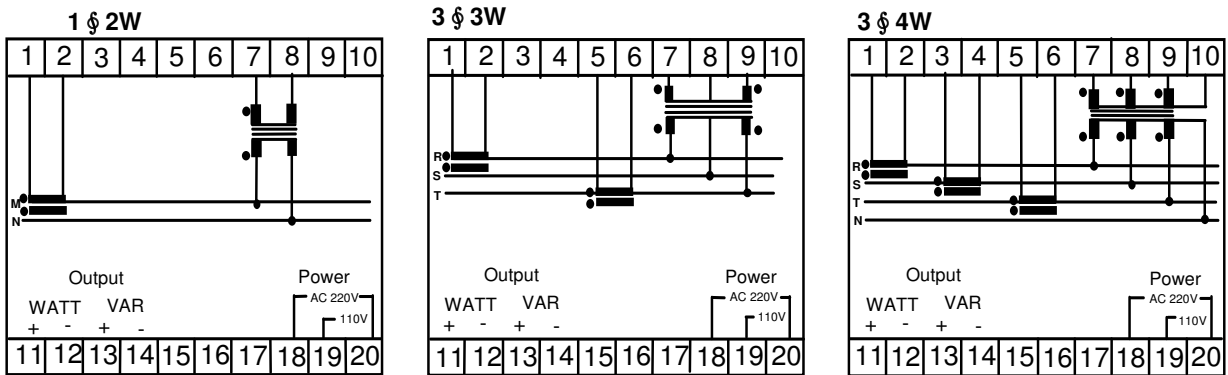 1 ∮ 2W
1 2 3 4 5 6 7 8 9 10
M
N
Output
WATT VAR
+ - + -
Power
AC 220V
110V
11 12 13 14 15 16 17 18 19 20
3 ∮ 3W
1 2 3 4 5 6 7 8 9 10
R
S
T
Output
WATT VAR
+ - + -
Power
AC 220V
110V
11 12 13 14 15 16 17 18 19 20
3 ∮ 4W
1 2 3 4 5 6 7 8 9 10
R
S
T
N
Output
WATT VAR
+ - + -
Power
AC 220V
110V
11 12 13 14 15 16 17 18 19 20